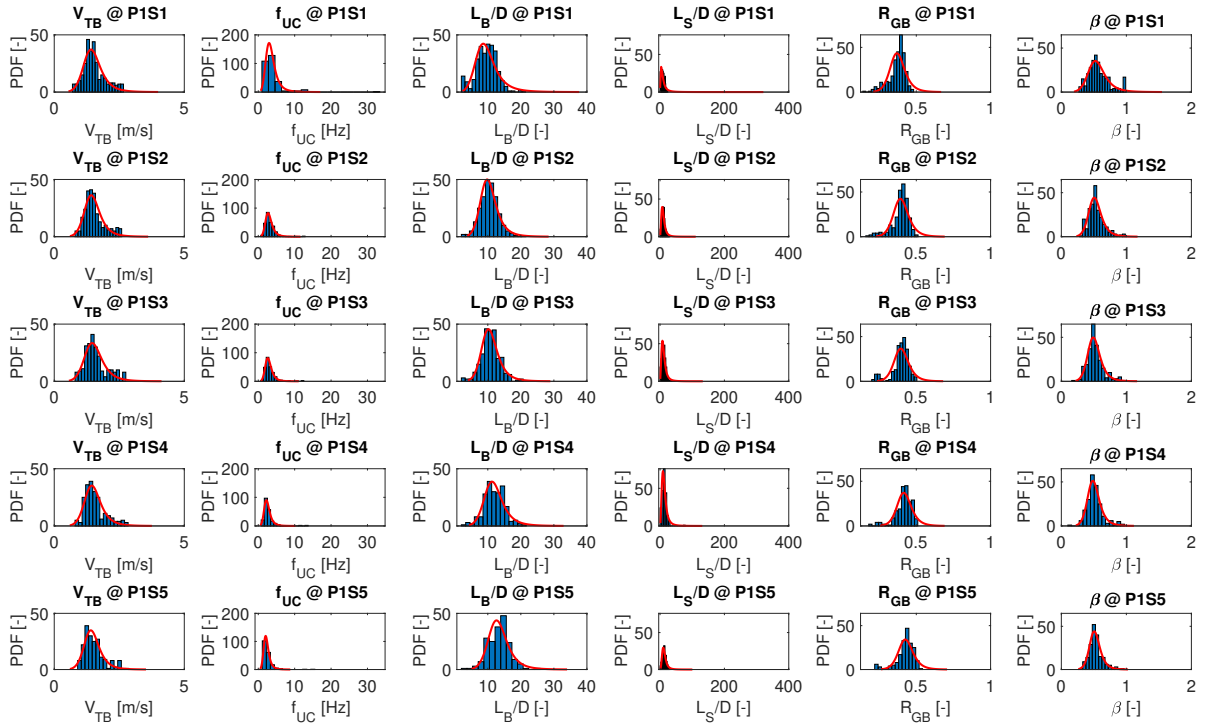 V_TB @ P1S1
PDF [-]
50
0
0 5
V_TB [m/s]
f_UC @ P1S1
PDF [-]
200
100
0
0 10 20 30
f_UC [Hz]
L_B/D @ P1S1
PDF [-]
50
0
0 10 20 30 40
L_B/D [-]
L_S/D @ P1S1
PDF [-]
50
0
0 200 400
L_S/D [-]
R_GB @ P1S1
PDF [-]
50
0
0.5 1
R_GB [-]
β @ P1S1
PDF [-]
100
50
0
0 1 2
β [-]
V_TB @ P1S2
PDF [-]
50
0
0 5
V_TB [m/s]
f_UC @ P1S2
PDF [-]
200
100
0
0 10 20 30
f_UC [Hz]
L_B/D @ P1S2
PDF [-]
50
0
0 10 20 30 40
L_B/D [-]
L_S/D @ P1S2
PDF [-]
50
0
0 200 400
L_S/D [-]
R_GB @ P1S2
PDF [-]
50
0
0.5 1
R_GB [-]
β @ P1S2
PDF [-]
50
0
0 1 2
β [-]
V_TB @ P1S3
PDF [-]
50
0
0 5
V_TB [m/s]
f_UC @ P1S3
PDF [-]
200
100
0
0 10 20 30
f_UC [Hz]
L_B/D @ P1S3
PDF [-]
50
0
0 10 20 30 40
L_B/D [-]
L_S/D @ P1S3
PDF [-]
50
0
0 200 400
L_S/D [-]
R_GB @ P1S3
PDF [-]
50
0
0.5 1
R_GB [-]
β @ P1S3
PDF [-]
50
0
0 1 2
β [-]
V_TB @ P1S4
PDF [-]
50
0
0 5
V_TB [m/s]
f_UC @ P1S4
PDF [-]
200
100
0
0 10 20 30
f_UC [Hz]
L_B/D @ P1S4
PDF [-]
50
0
0 10 20 30 40
L_B/D [-]
L_S/D @ P1S4
PDF [-]
50
0
0 200 400
L_S/D [-]
R_GB @ P1S4
PDF [-]
50
0
0.5 1
R_GB [-]
β @ P1S4
PDF [-]
50
0
0 1 2
β [-]
V_TB @ P1S5
PDF [-]
50
0
0 5
V_TB [m/s]
f_UC @ P1S5
PDF [-]
200
100
0
0 10 20 30
f_UC [Hz]
L_B/D @ P1S5
PDF [-]
50
0
0 10 20 30 40
L_B/D [-]
L_S/D @ P1S5
PDF [-]
50
0
0 200 400
L_S/D [-]
R_GB @ P1S5
PDF [-]
50
0
0.5 1
R_GB [-]
β @ P1S5
PDF [-]
50
0
0 1 2
β [-]